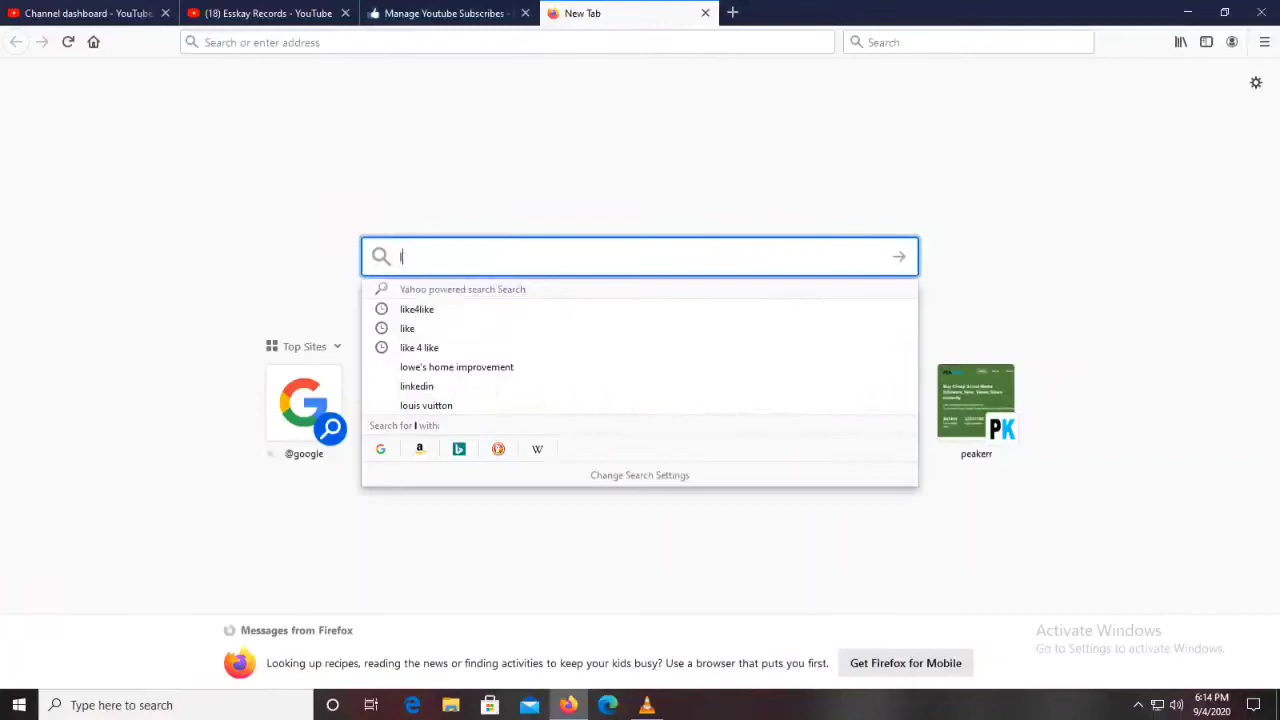 Channel dashboard - YouTube
(18) Esskay Records - YouTube
Manage Youtube Subscribes -
New Tab
Search or enter address
Search
l
Yahoo powered search Search
like4like
like
like 4 like
lowe's home improvement
linkedin
louis vuitton
Search for l with:
G a b W
Change Search Settings
Top Sites
@google
PK
peakerr
Messages from Firefox
Looking up recipes, reading the news or finding activities to keep your kids busy? Use a browser that puts you first.
Get Firefox for Mobile
Activate Windows
Go to Settings to activate Windows.
Type here to search
6:14 PM
9/4/2020